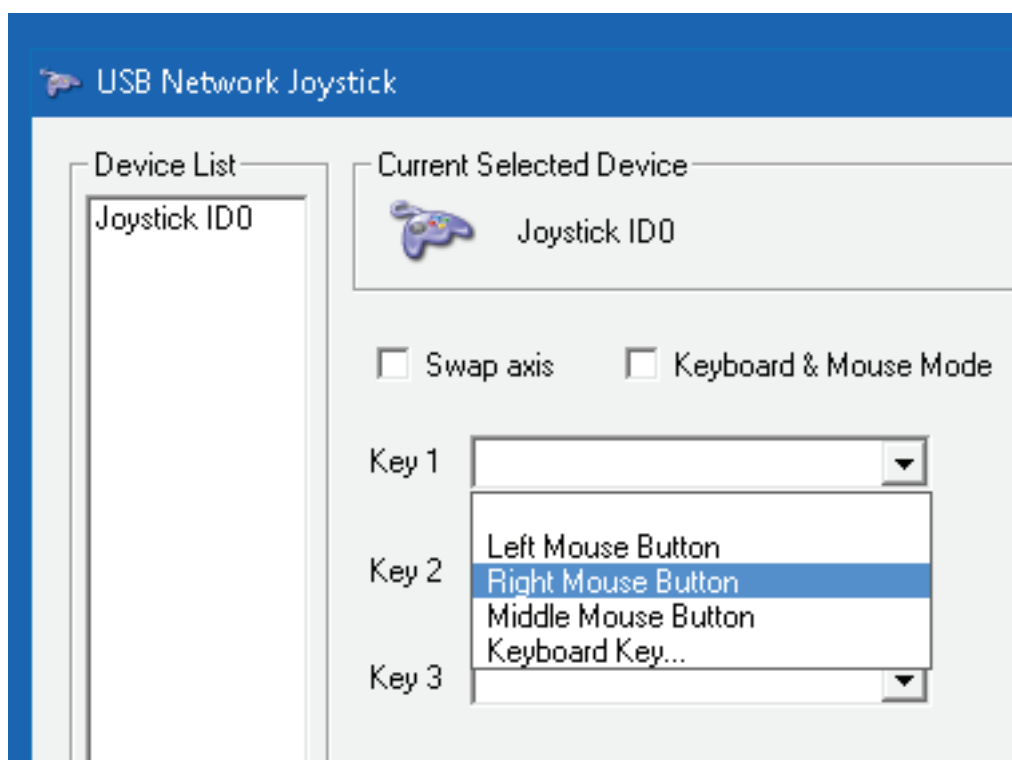 USB Network Joystick
Device List
Joystick ID0
Current Selected Device
Joystick ID0
Swap axis
Keyboard & Mouse Mode
Key 1
Left Mouse Button
Right Mouse Button
Middle Mouse Button
Keyboard Key...
Key 2
Key 3